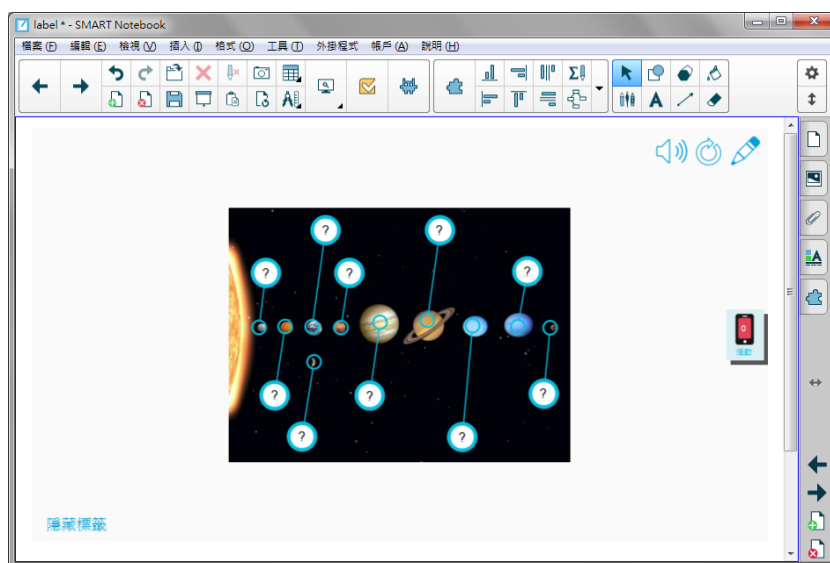 label * - SMART Notebook
檔案(F) 編輯(E) 檢視(V) 插入(I) 格式(O) 工具(T) 外掛程式 帳戶(A) 說明(H)
? ?
? ? ?
0
? ? ?
? ?
隱藏標籤